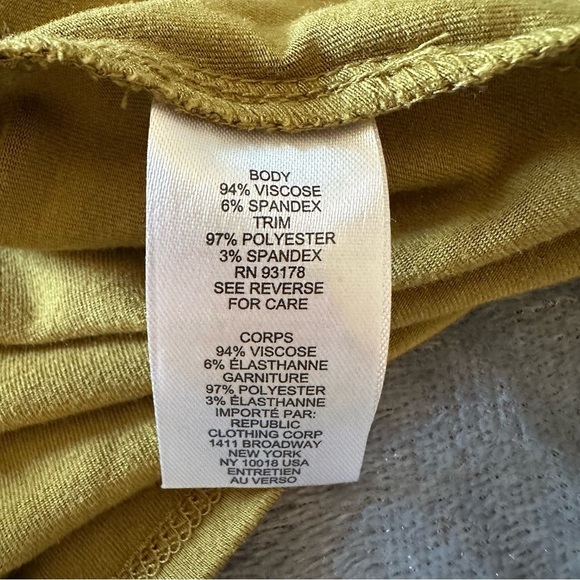 BODY
94% VISCOSE
6% SPANDEX
TRIM
97% POLYESTER
3% SPANDEX
RN 93178
SEE REVERSE
FOR CARE
CORPS
94% VISCOSE
6% ÉLASTHANNE
GARNITURE
97% POLYESTER
3% ÉLASTHANNE
IMPORTÉ PAR:
REPUBLIC
CLOTHING CORP
1411 BROADWAY
NEW YORK
NY 10018 USA
ENTRETIEN
AU VERSO